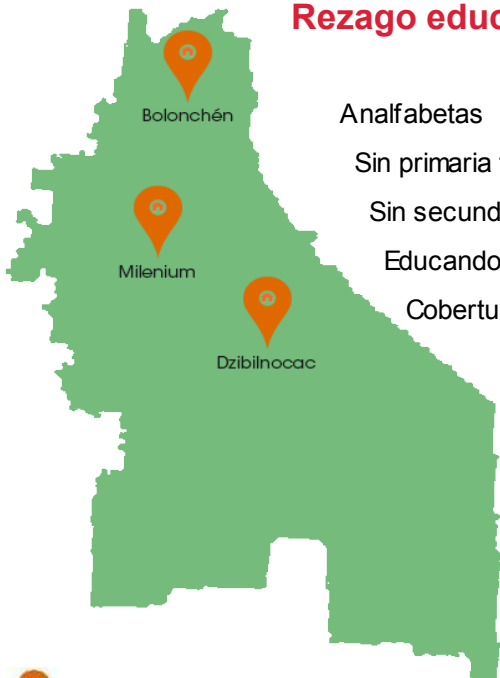 Rezago educ
Bolonchén
Analfabetas
Sin primaria
Sin secund
Educando
Milenium
Cobertu
Dzibilnocac